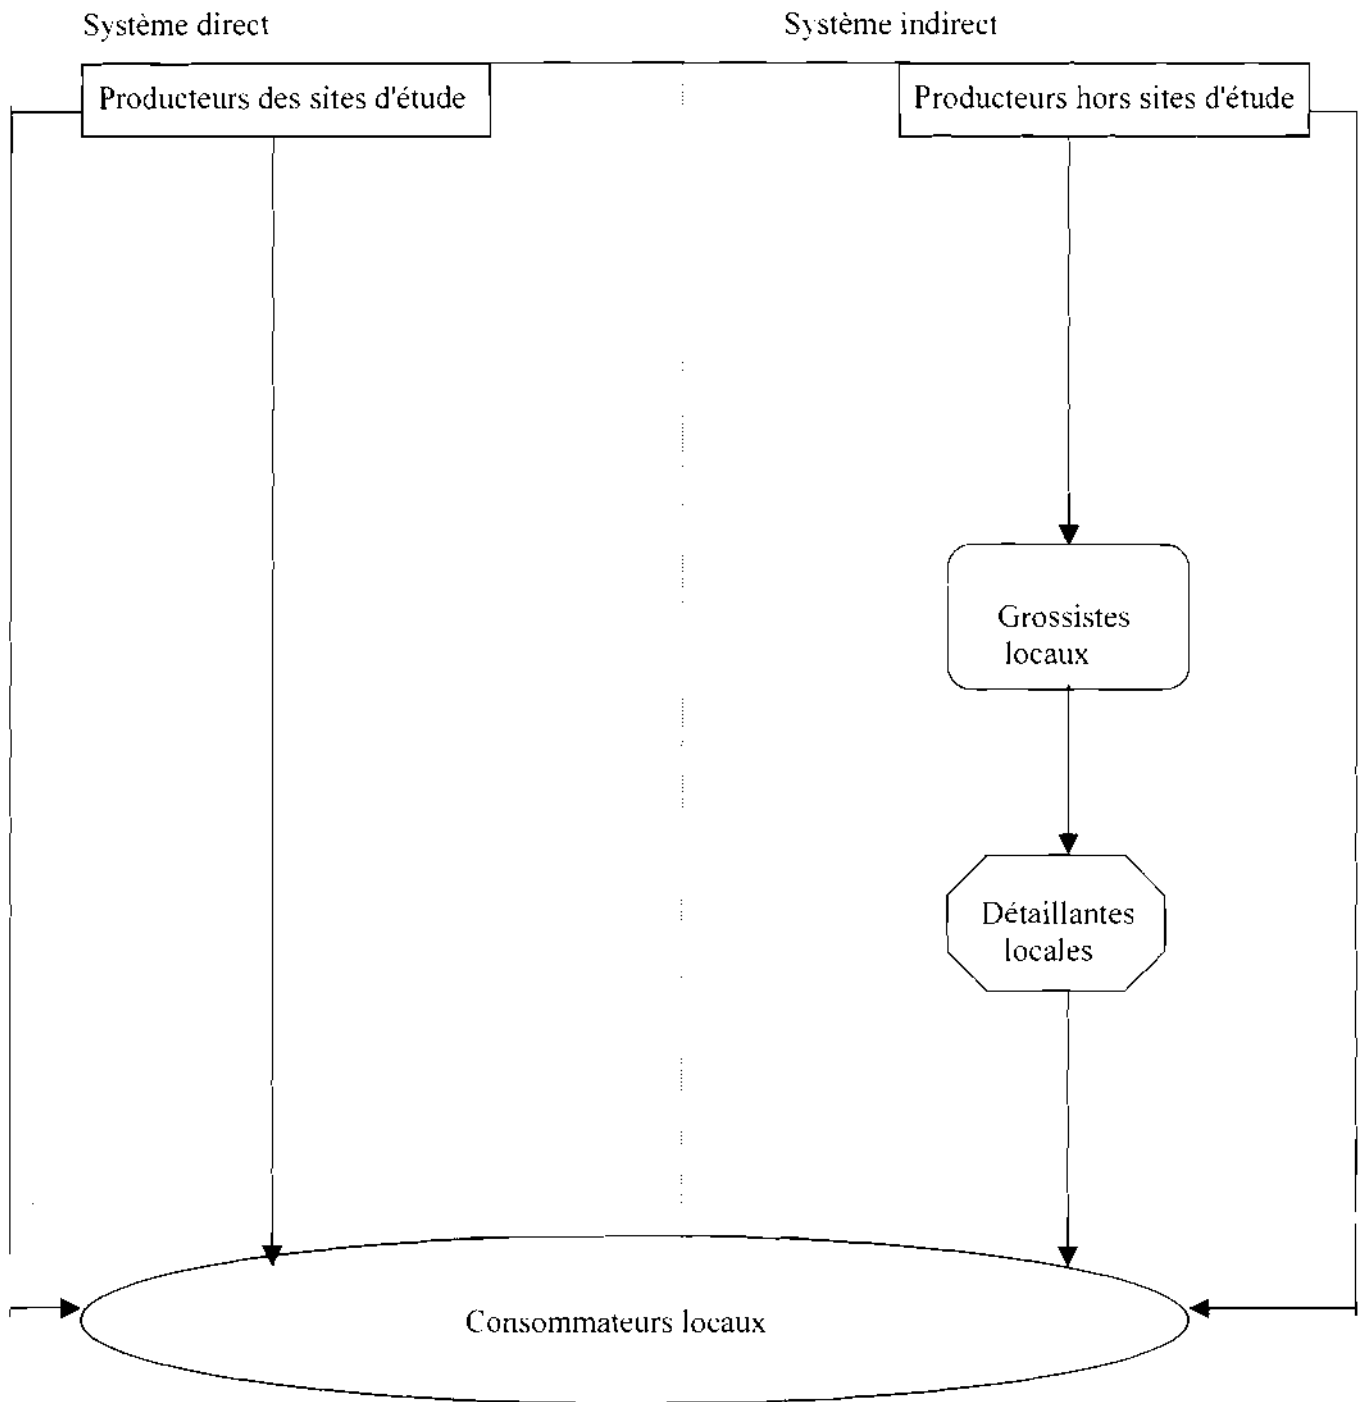 Système direct
Système indirect
Producteurs des sites d'étude
Producteurs hors sites d'étude
Grossistes
locaux
Détaillantes
locales
Consommateurs locaux